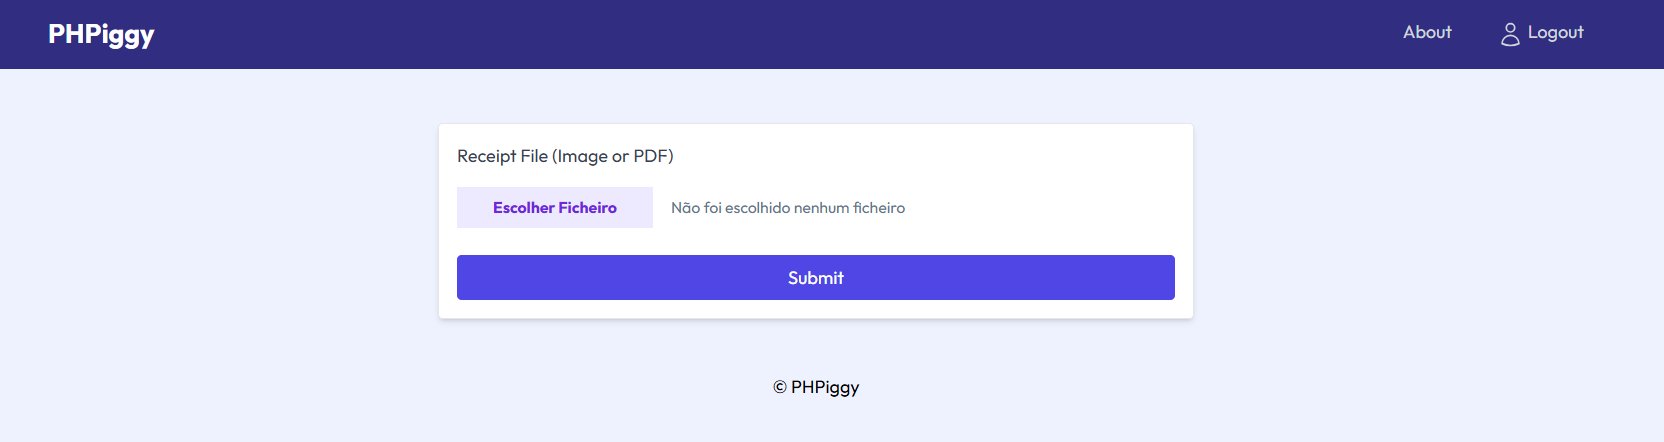 PHPiggy About Logout
Receipt File (Image or PDF)
Escolher Ficheiro Não foi escolhido nenhum ficheiro
Submit
© PHPiggy